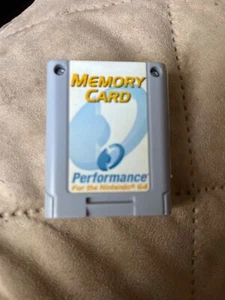 MEMORY
CARD
Performance
For the Nintendo® 64